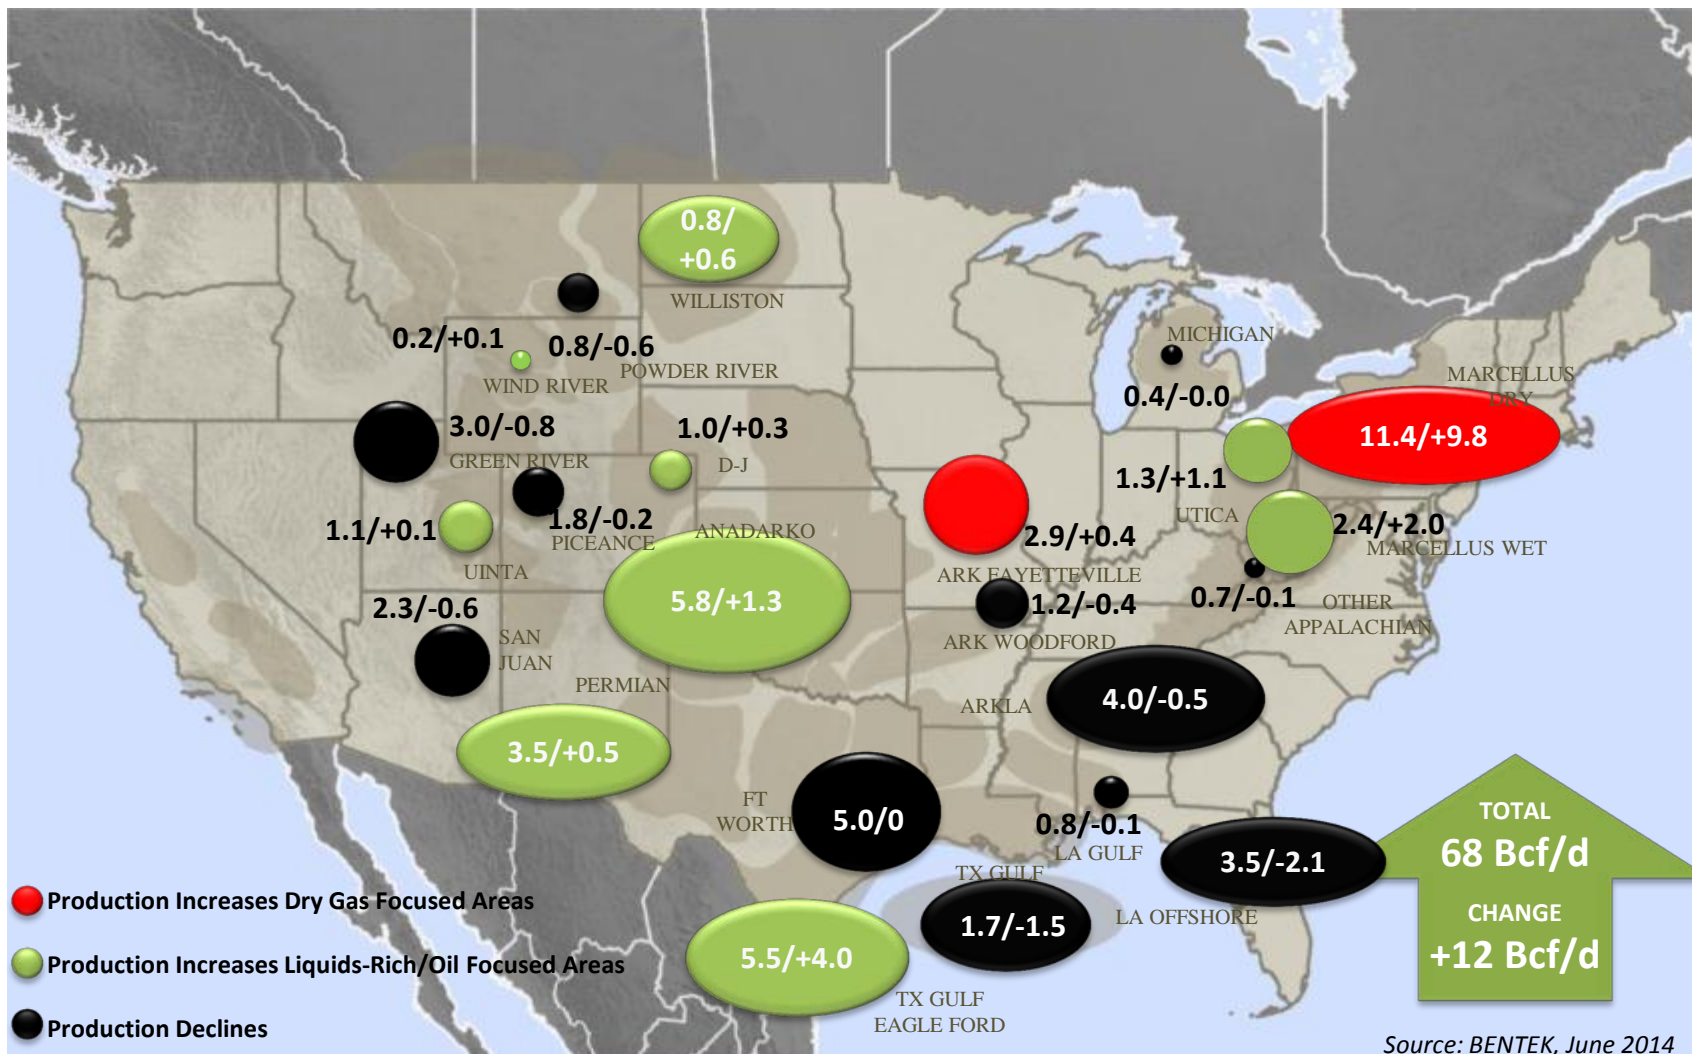 0.8/
+0.6
WILLISTON
0.2/+0.1
WIND RIVER
0.8/-0.6
POWDER RIVER
MICHIGAN
0.4/-0.0
MARCELLUS
DRY
11.4/+9.8
3.0/-0.8
GREEN RIVER
1.0/+0.3
D-J
1.3/+1.1
UTICA
1.1/+0.1
UINTA
1.8/-0.2
PICEANCE
ANADARKO
5.8/+1.3
2.9/+0.4
ARK FAYETTEVILLE
2.4/+2.0
MARCELLUS WET
0.7/-0.1
OTHER
APPALACHIAN
1.2/-0.4
ARK WOODFORD
2.3/-0.6
SAN
JUAN
PERMIAN
3.5/+0.5
ARKLA
4.0/-0.5
FT
WORTH
5.0/0
0.8/-0.1
LA GULF
TX GULF
1.7/-1.5
3.5/-2.1
LA OFFSHORE
5.5/+4.0
TX GULF
EAGLE FORD
TOTAL
68 Bcf/d
CHANGE
+12 Bcf/d
Production Increases Dry Gas Focused Areas
Production Increases Liquids-Rich/Oil Focused Areas
Production Declines
Source: BENTEK, June 2014